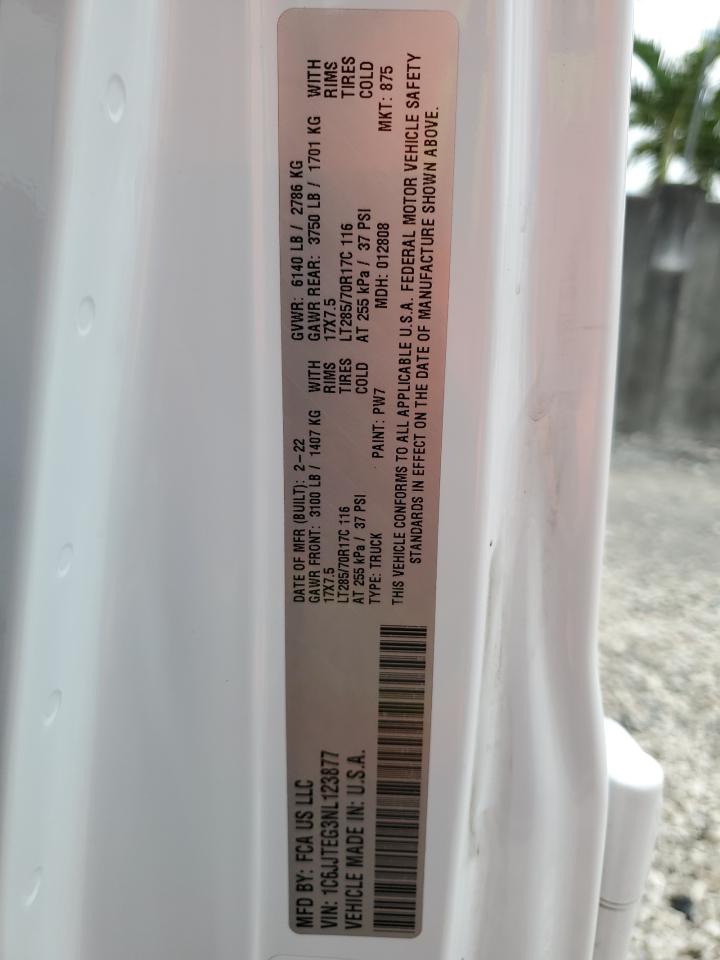 MFD BY: FCA US LLC
VIN: 1C6JJTEG3NL123877
VEHICLE MADE IN: U.S.A.
DATE OF MFR (BUILT): 2-22 GVWR: 6140 LB / 2786 KG
GAWR FRONT: 3100 LB / 1407 KG WITH GAWR REAR: 3750 LB / 1701 KG WITH
17X7.5 RIMS 17X7.5 RIMS
LT285/70R17C 116 TIRES LT285/70R17C 116 TIRES
AT 255 kPa / 37 PSI COLD AT 255 kPa / 37 PSI COLD
TYPE: TRUCK PAINT: PW7 MDH: 012808 MKT: 875
THIS VEHICLE CONFORMS TO ALL APPLICABLE U.S.A. FEDERAL MOTOR VEHICLE SAFETY
STANDARDS IN EFFECT ON THE DATE OF MANUFACTURE SHOWN ABOVE.